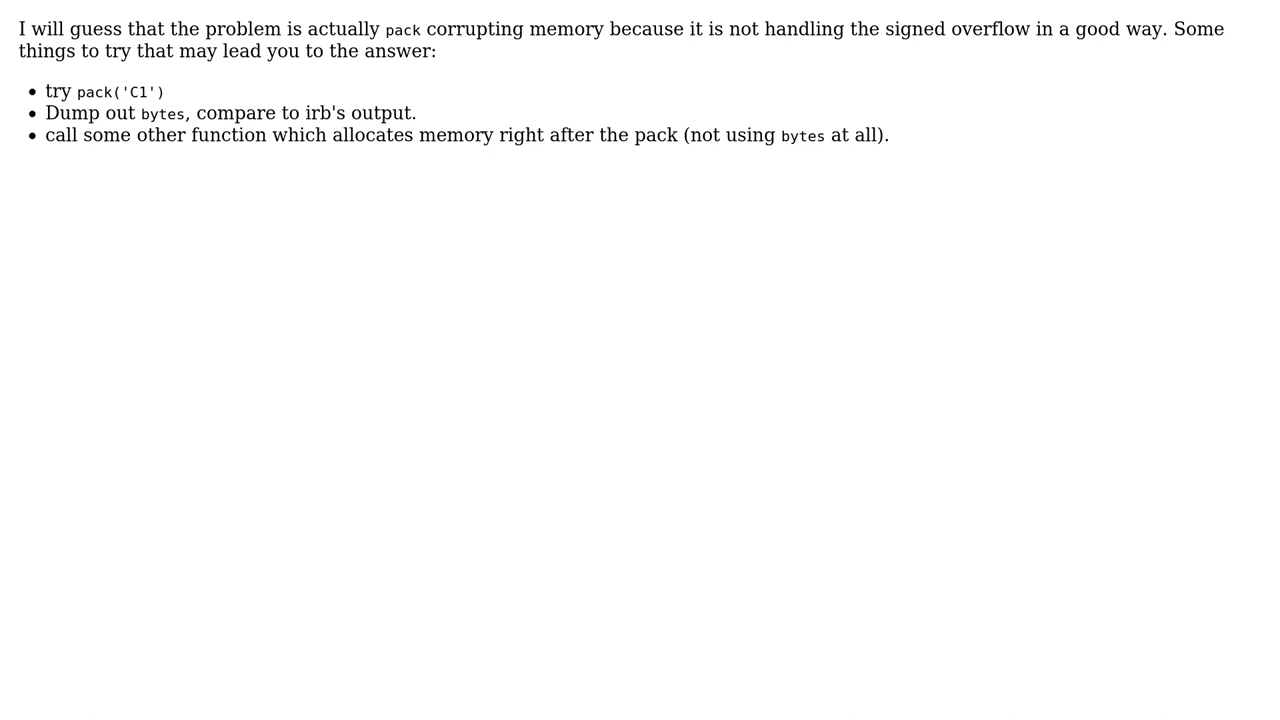 I will guess that the problem is actually pack corrupting memory because it is not handling the signed overflow in a good way. Some
things to try that may lead you to the answer:
• try pack('C1')
• Dump out bytes, compare to irb's output.
• call some other function which allocates memory right after the pack (not using bytes at all).